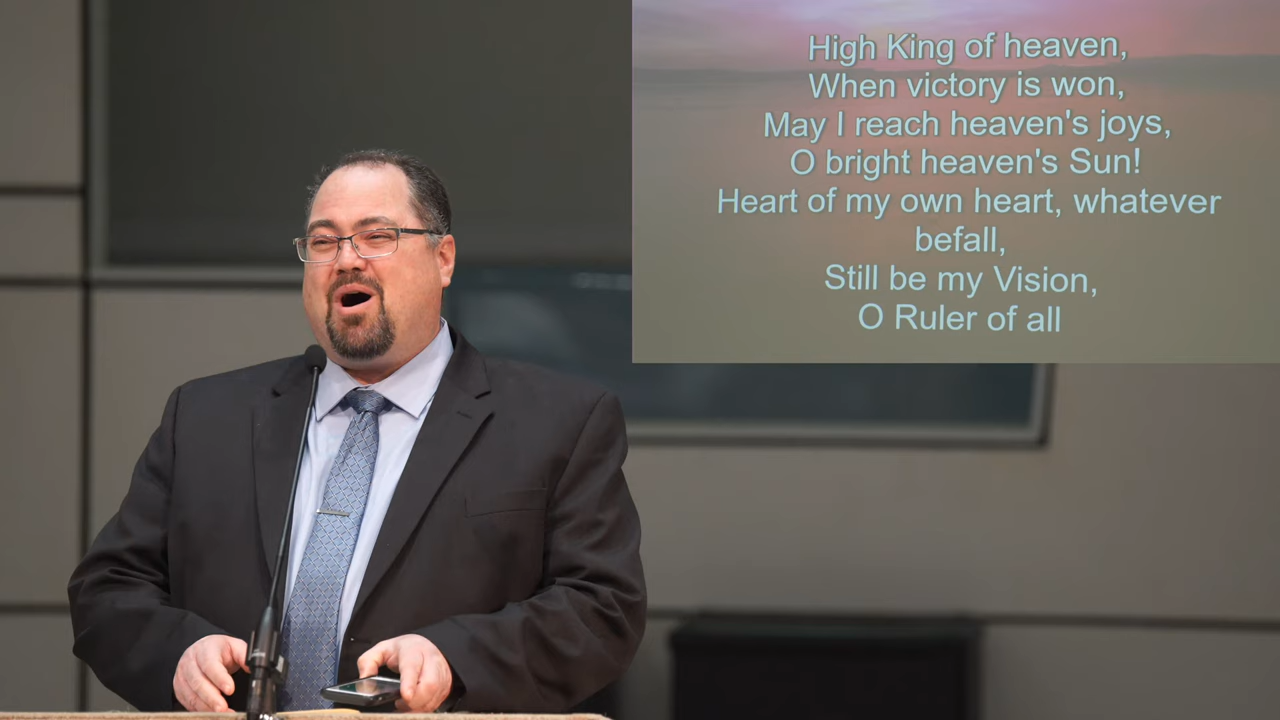 High King of heaven,
When victory is won,
May I reach heaven's joys,
O bright heaven's Sun!
Heart of my own heart, whatever
befall,
Still be my Vision,
O Ruler of all